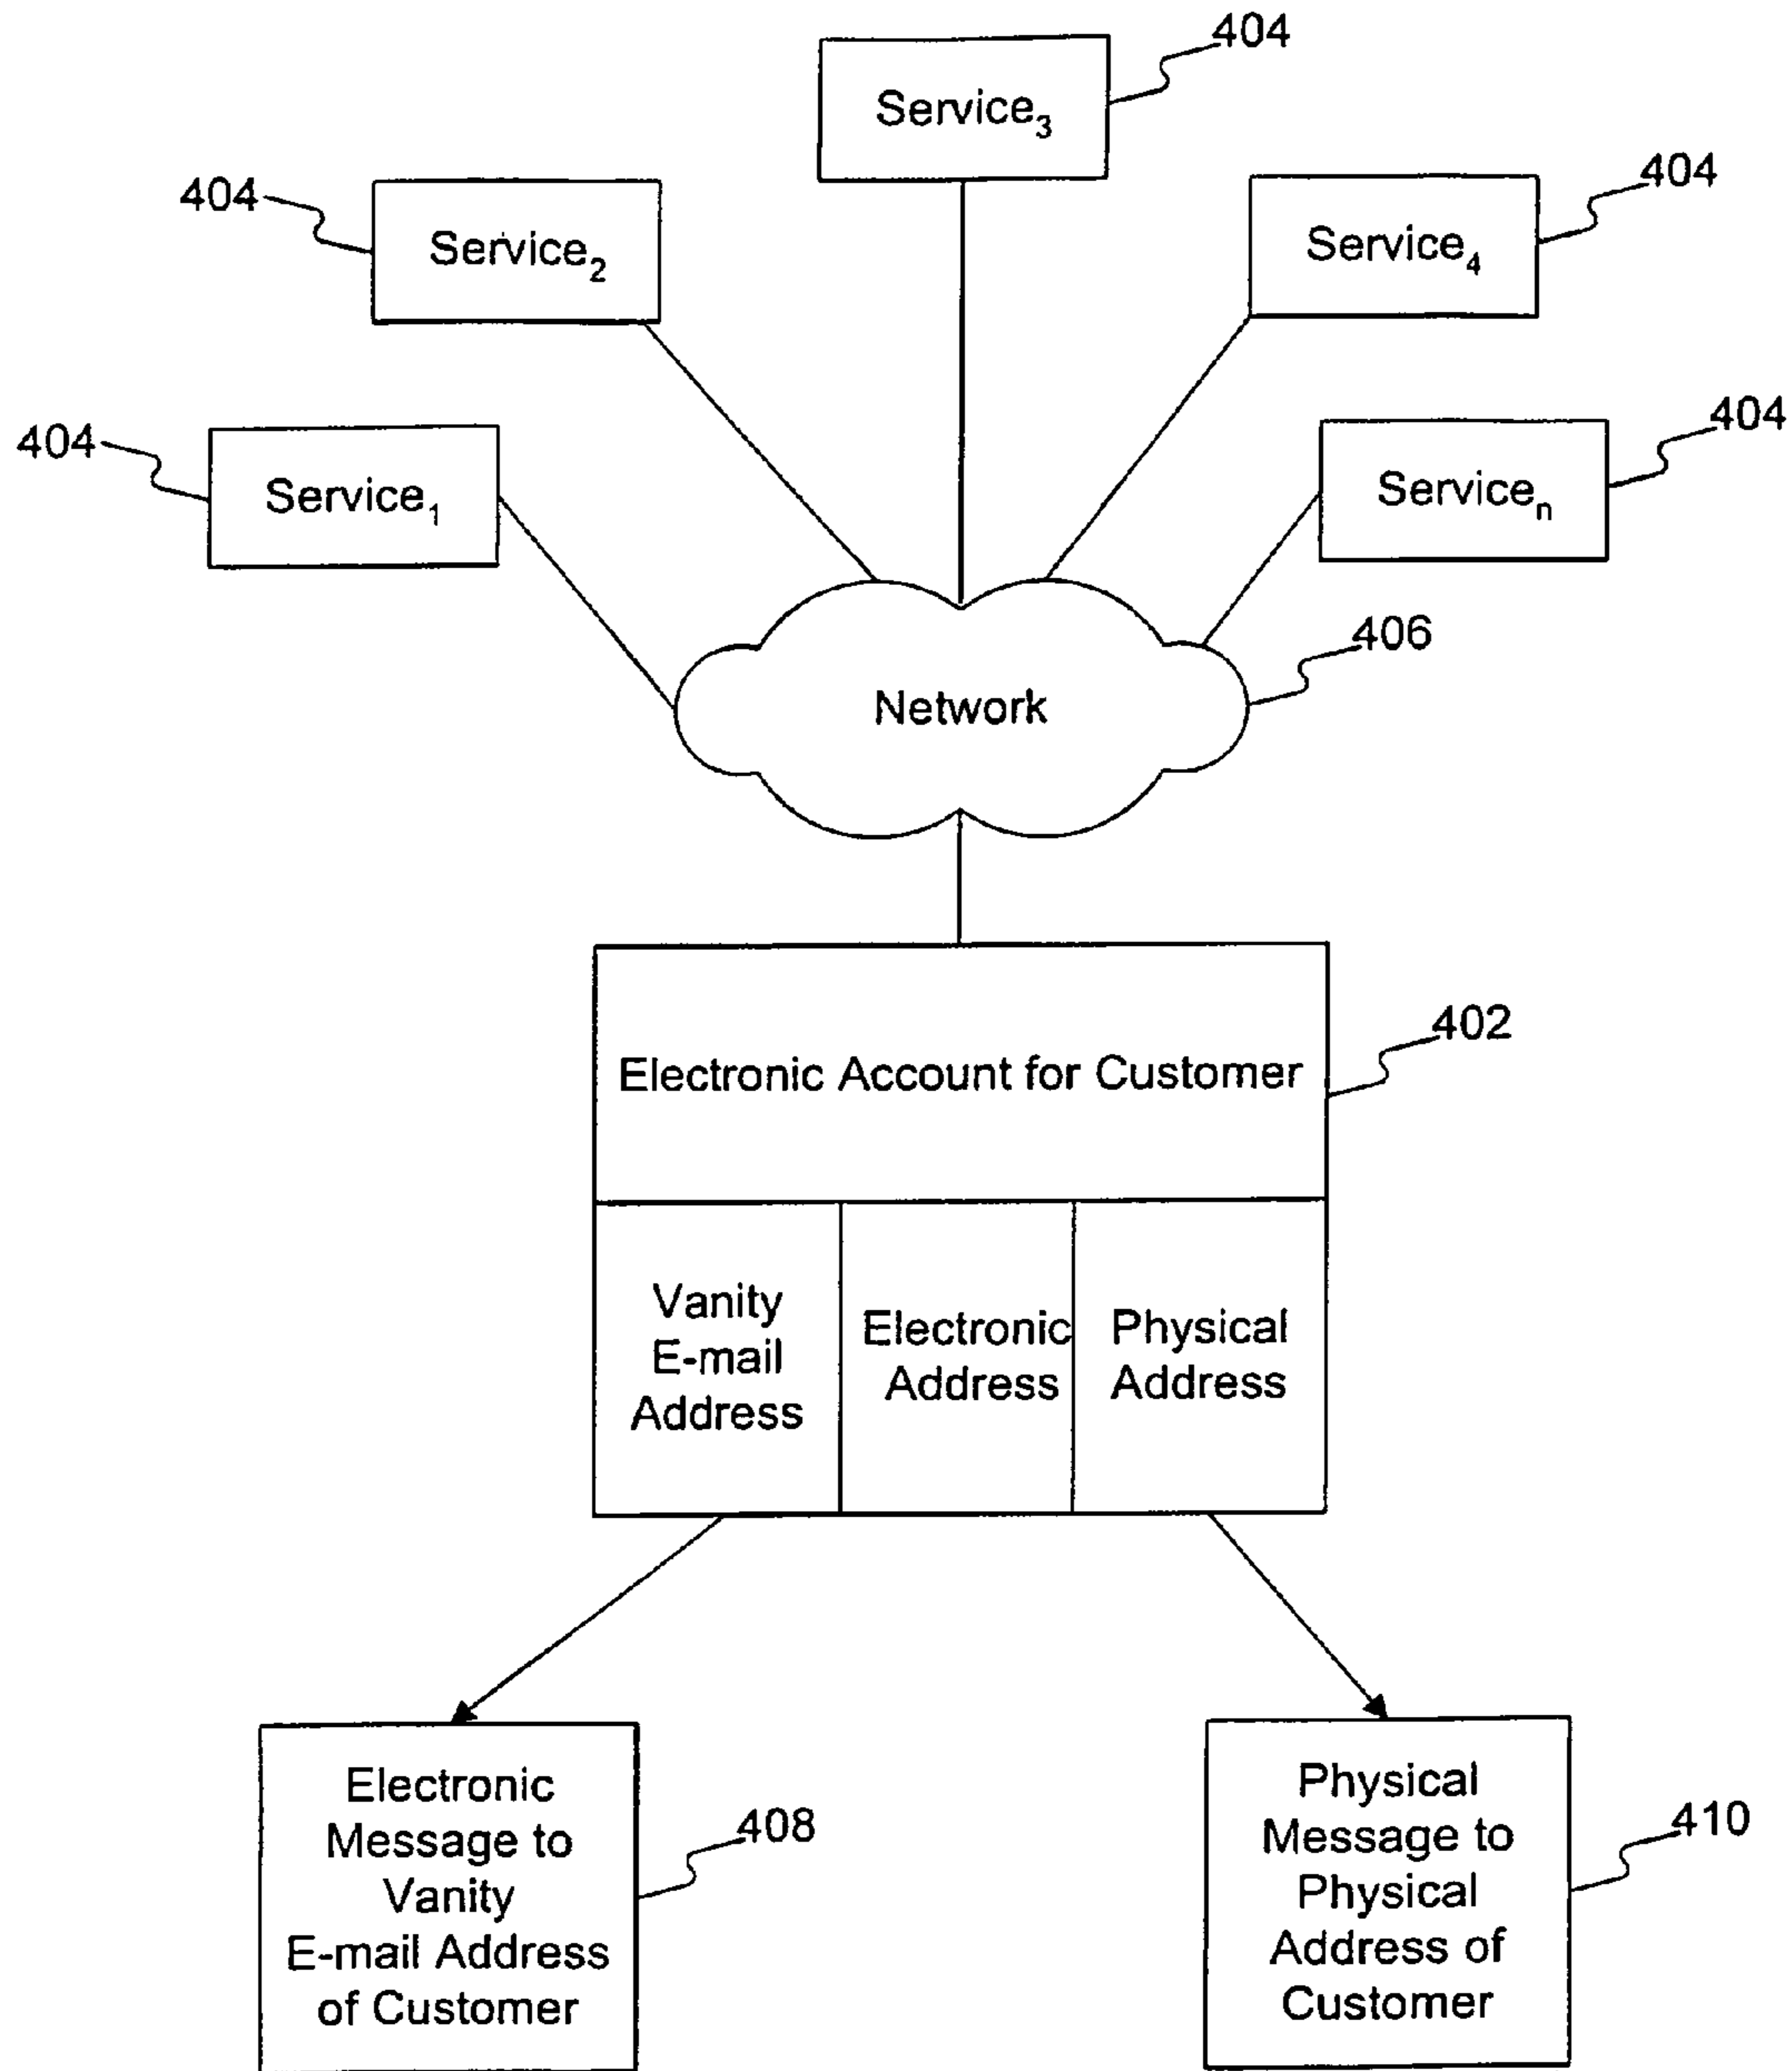 404
Service3
404
Service2
404
Service4
404
Service1
404
Servicen
406
Network
402
Electronic Account for Customer
Vanity
E-mail
Address
Electronic
Address
Physical
Address
Electronic
Message to
Vanity
E-mail Address
of Customer
408
Physical
Message to
Physical
Address of
Customer
410